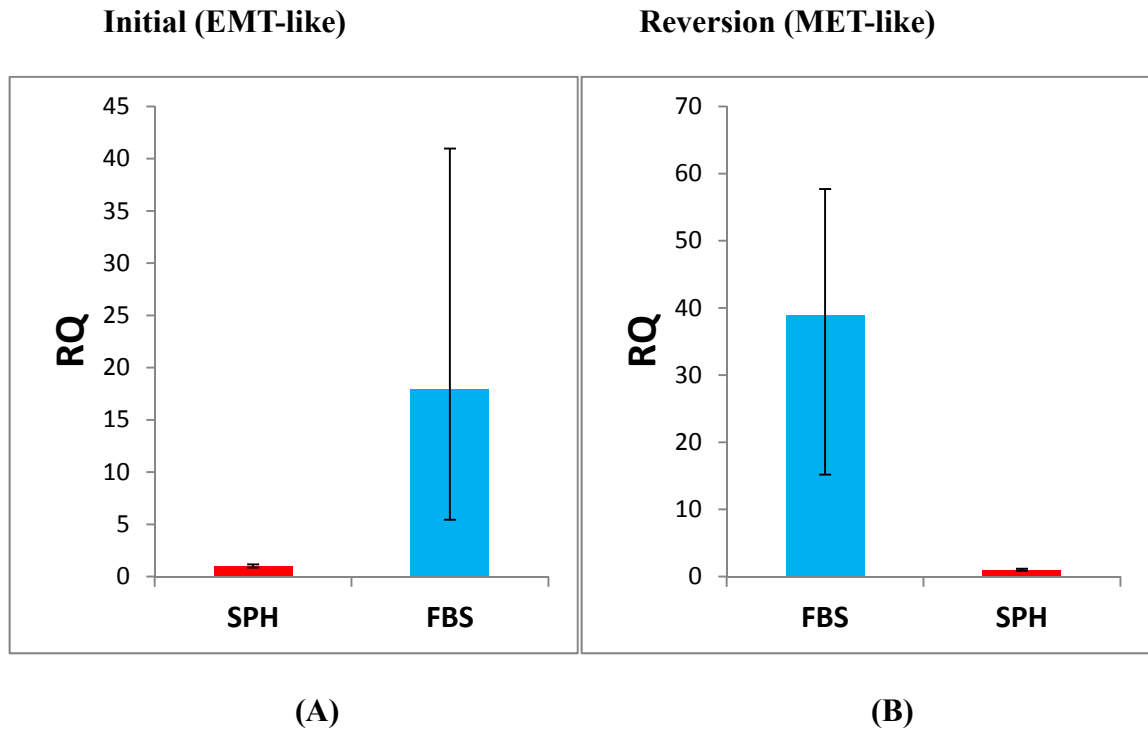 Initial (EMT-like)
Reversion (MET-like)
45
40
35
30
25
20
15
10
5
0
RQ
SPH
FBS
70
60
50
40
30
20
10
0
RQ
FBS
SPH
(A)
(B)